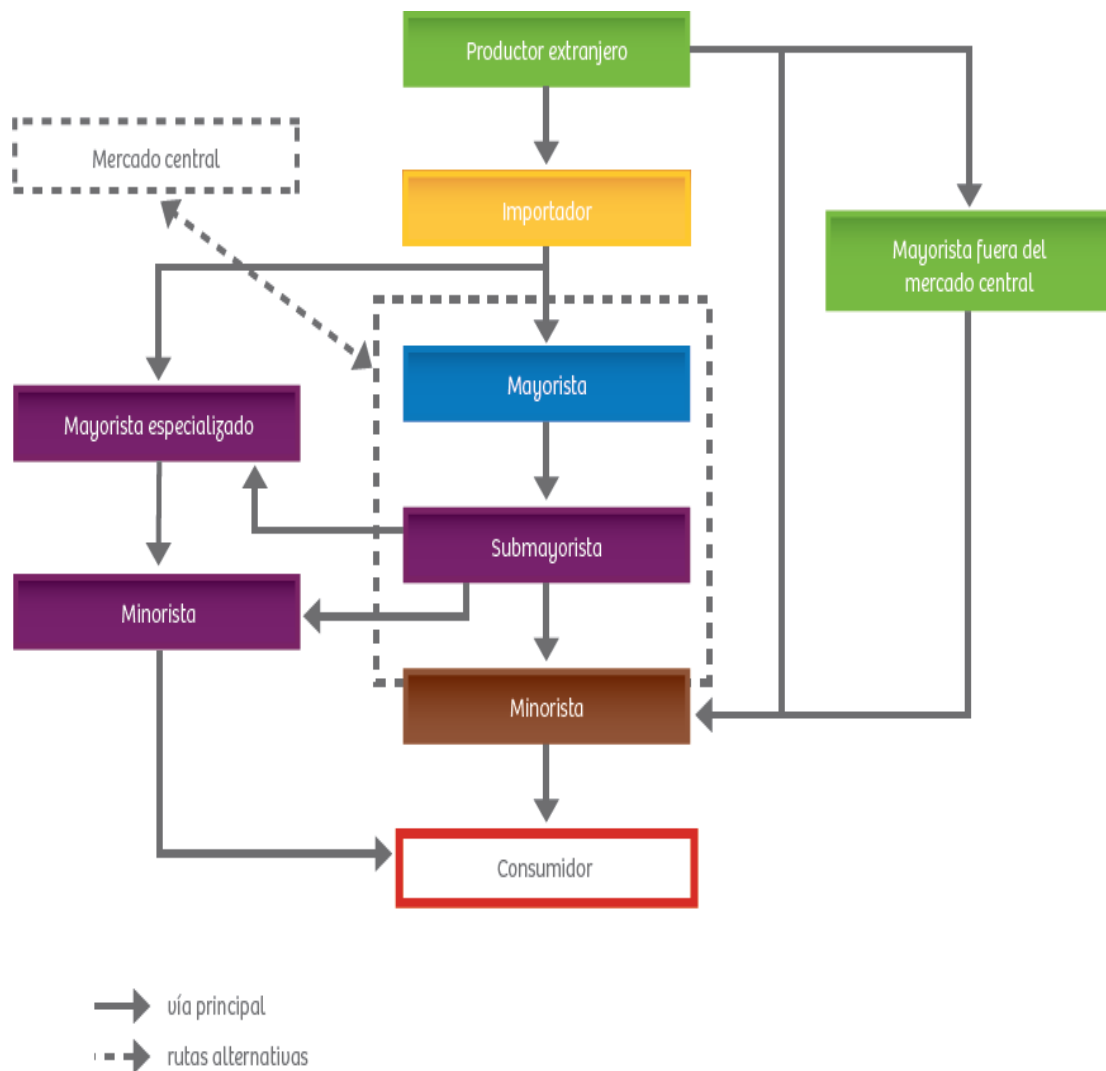 Productor extranjero
Mercado central
Importador
Mayorista fuera del
mercado central
Mayorista
Mayorista especializado
Submayorista
Minorista
Minorista
Consumidor
vía principal
rutas alternativas